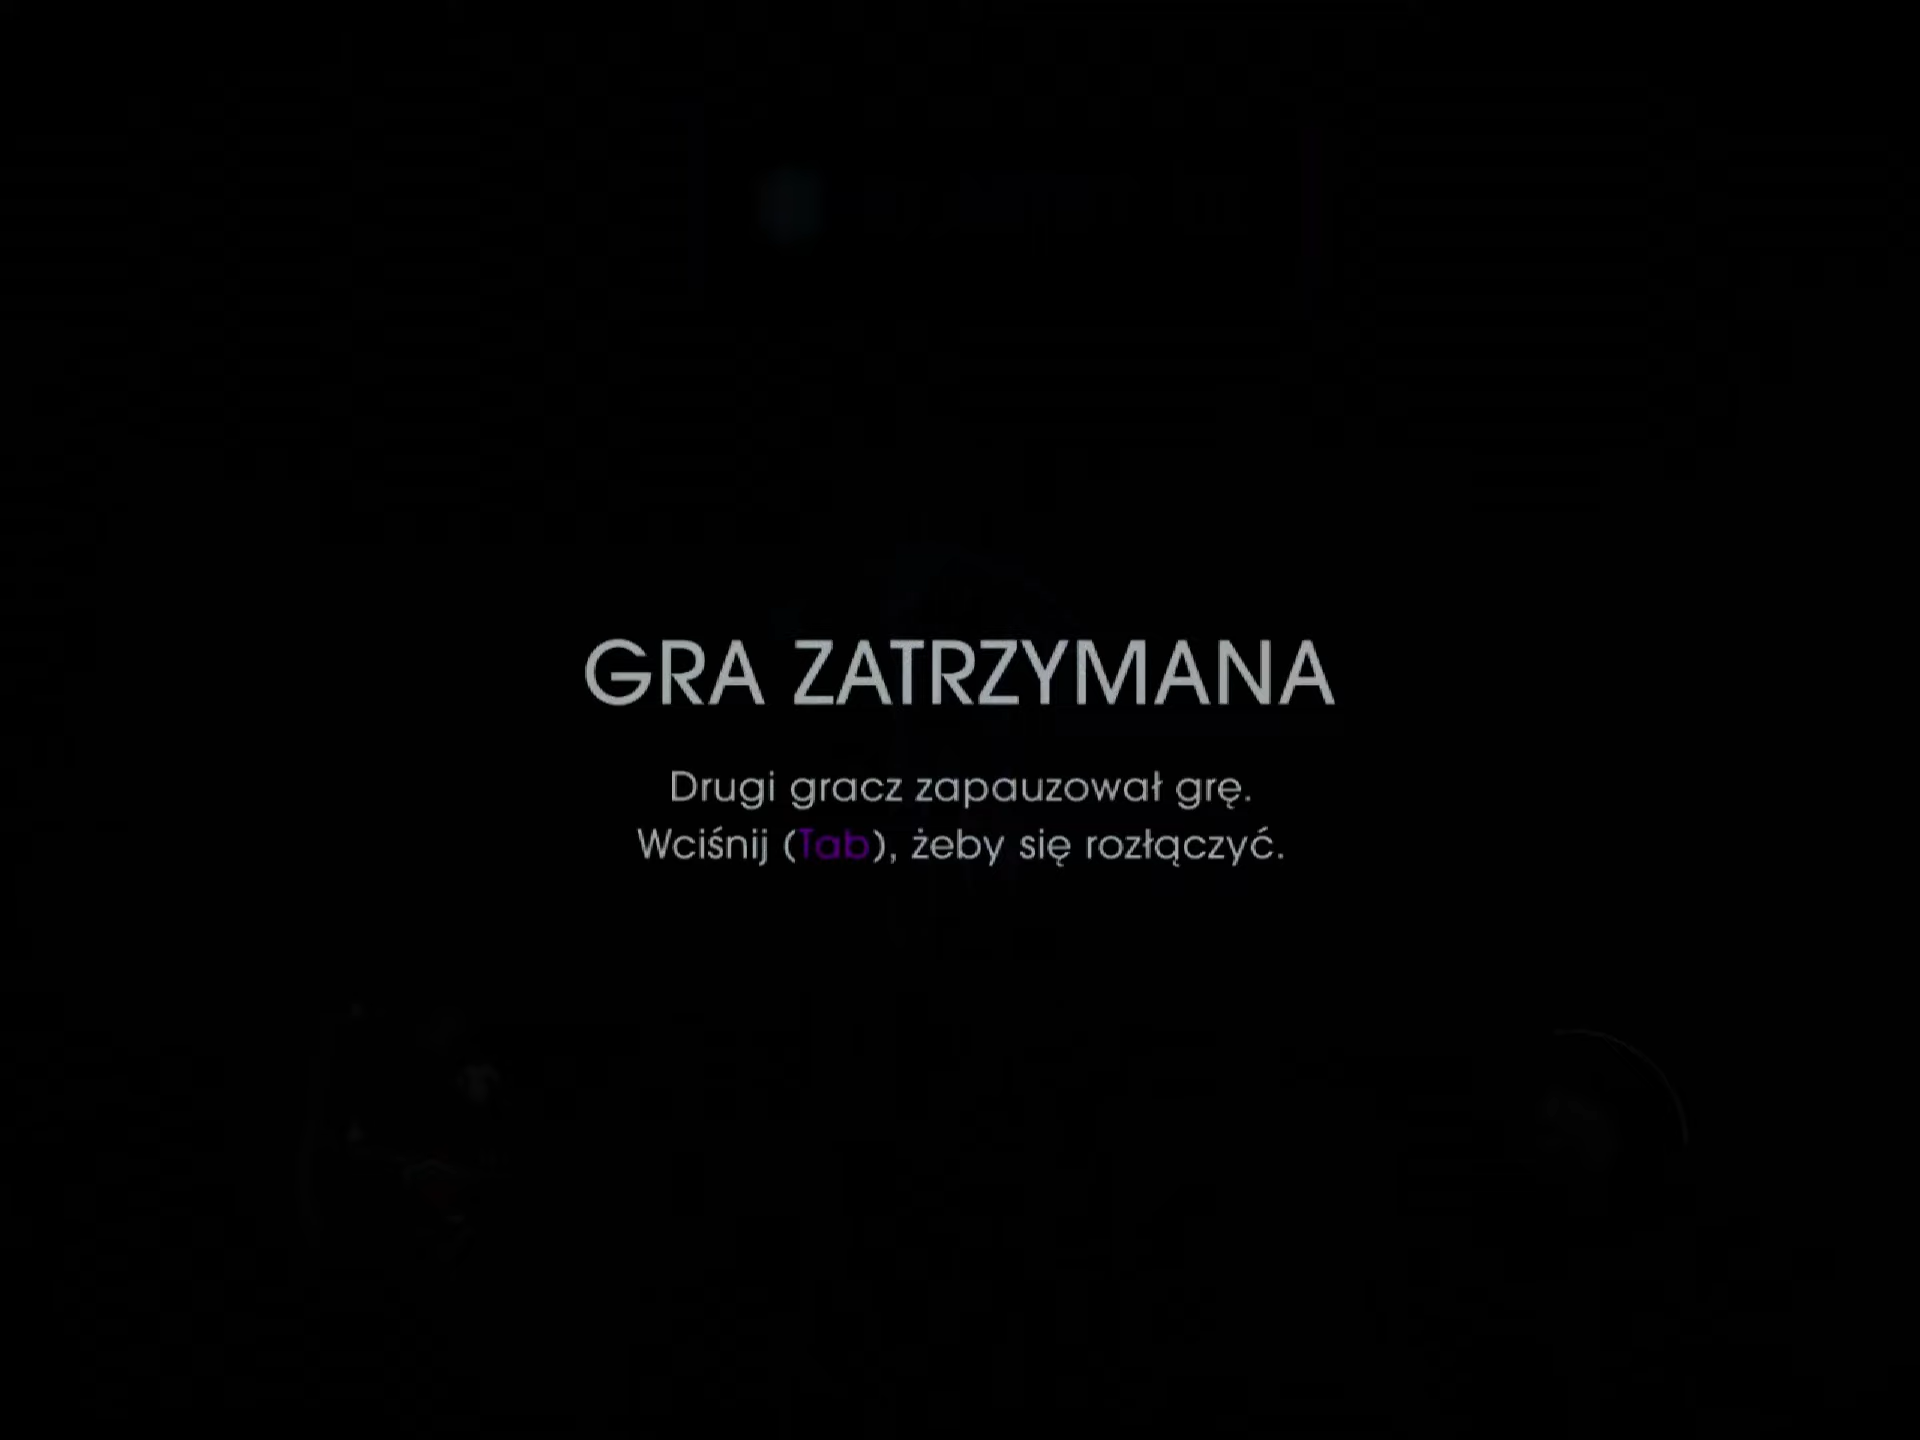 GRA ZATRZYMANA
Drugi gracz zapauzował grę.
Wciśnij (Tab), żeby się rozłączyć.